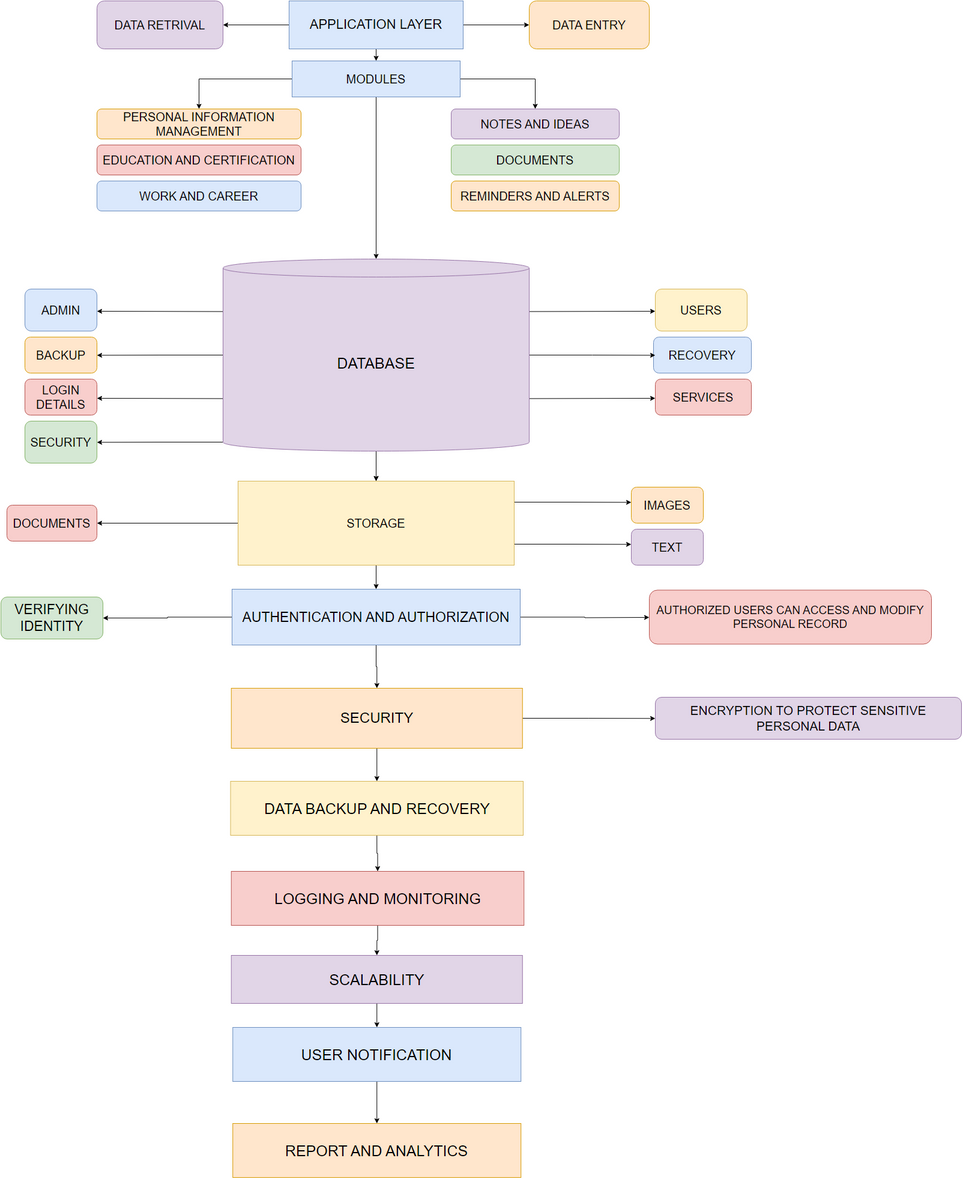 DATA RETRIVAL
APPLICATION LAYER
DATA ENTRY
MODULES
PERSONAL INFORMATION
MANAGEMENT
EDUCATION AND CERTIFICATION
WORK AND CAREER
NOTES AND IDEAS
DOCUMENTS
REMINDERS AND ALERTS
DATABASE
ADMIN
BACKUP
LOGIN
DETAILS
SECURITY
USERS
RECOVERY
SERVICES
STORAGE
DOCUMENTS
IMAGES
TEXT
VERIFYING
IDENTITY
AUTHENTICATION AND AUTHORIZATION
AUTHORIZED USERS CAN ACCESS AND MODIFY
PERSONAL RECORD
SECURITY
ENCRYPTION TO PROTECT SENSITIVE
PERSONAL DATA
DATA BACKUP AND RECOVERY
LOGGING AND MONITORING
SCALABILITY
USER NOTIFICATION
REPORT AND ANALYTICS